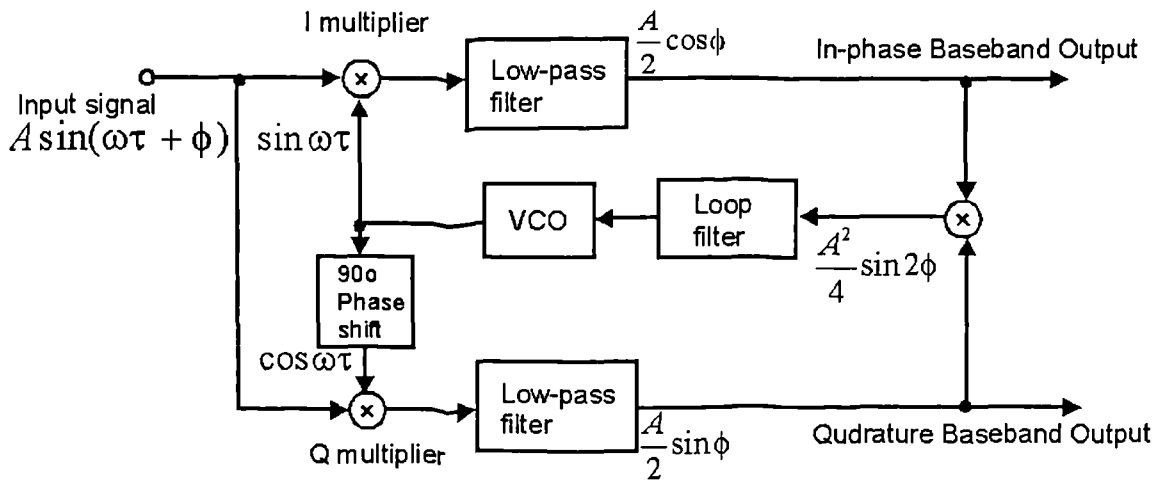 I multiplier
A/2 cosϕ
In-phase Baseband Output
Low-pass
filter
×
Input signal
A sin(ωτ + ϕ)
sin ωτ
VCO
Loop
filter
×
A²/4 sin 2ϕ
90o
Phase
shift
cos ωτ
Low-pass
filter
×
A/2 sinϕ
Q multiplier
Qudrature Baseband Output